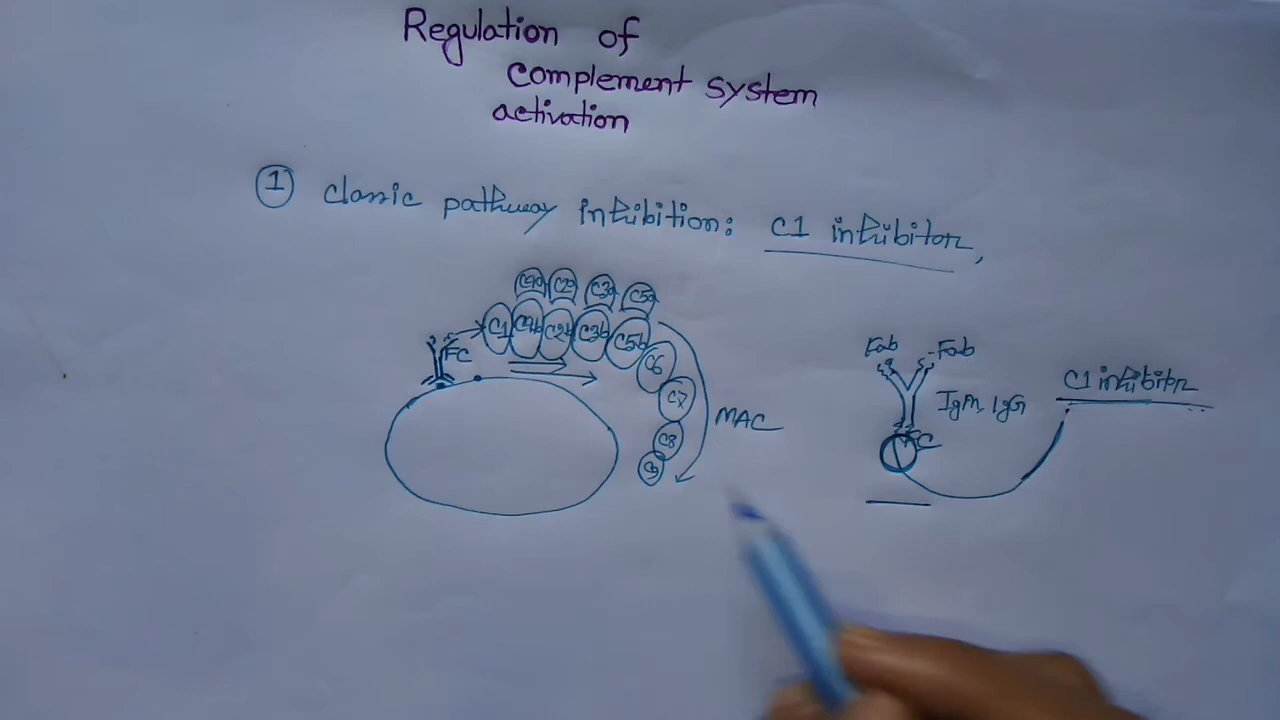 Regulation of
complement system
activation
1 classic pathway inhibition: C1 inhibitor,
C4a C2a C3a C5a
C1 C4b C2b C3b C5b
FC
C6
C7
MAC
C8
C9
Fab Fab
C1 inhibitor
IgM, IgG
FC